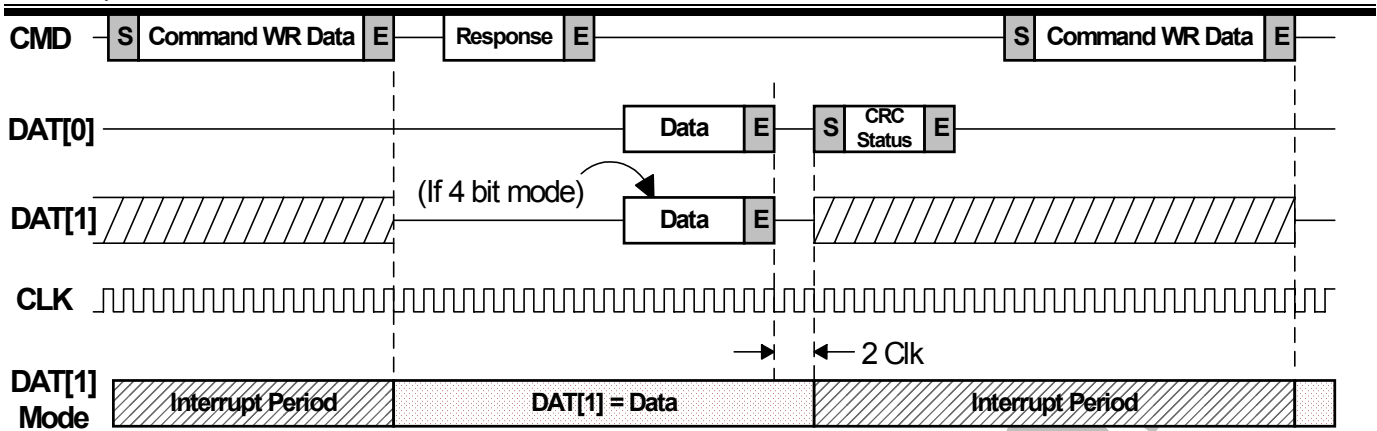 CMD S Command WR Data E Response E S Command WR Data E
DAT[0] Data E S CRC Status E
(If 4 bit mode)
DAT[1] Data E
CLK
2 Clk
DAT[1] Mode Interrupt Period DAT[1] = Data Interrupt Period